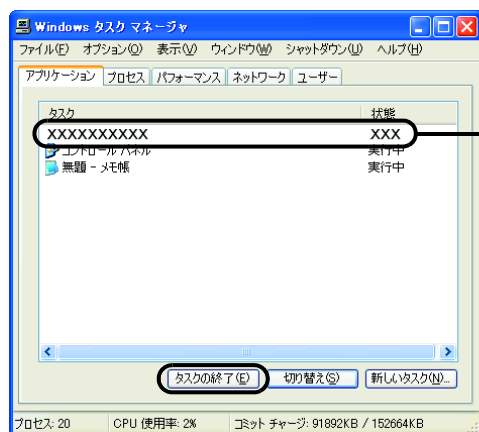 Windows タスク マネージャ
ファイル(F) オプション(O) 表示(V) ウィンドウ(W) シャットダウン(U) ヘルプ(H)
アプリケーション プロセス パフォーマンス ネットワーク ユーザー
タスク 状態
XXXXXXXXXX XXX
コントロール パネル 実行中
無題 - メモ帳 実行中
タスクの終了(E) 切り替え(S) 新しいタスク(N)...
プロセス: 20 CPU 使用率: 2% コミット チャージ: 91892KB / 152664KB